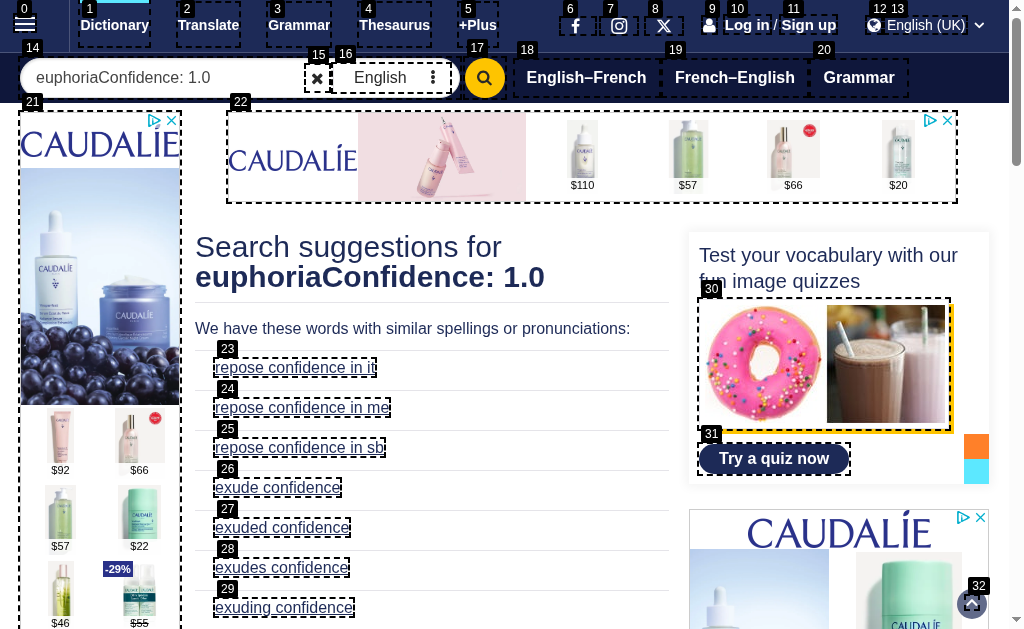 0 1 2 3 4 5 6 7 8 9 10 11 12 13
Dictionary Translate Grammar Thesaurus +Plus Log in / Sign up English (UK)
14 15 16 17 18 19 20
euphoriaConfidence: 1.0 English English–French French–English Grammar
21 22
CAUDALÍE
CAUDALÍE
$110 $57 $66 $20
CAUDALÍE
CAUDALÍE
$92 $66
$57 $22
-29%
$46 $55
Search suggestions for
euphoriaConfidence: 1.0
We have these words with similar spellings or pronunciations:
23
repose confidence in it
24
repose confidence in me
25
repose confidence in sb
26
exude confidence
27
exuded confidence
28
exudes confidence
29
exuding confidence
Test your vocabulary with our
fun image quizzes
30
31
Try a quiz now
CAUDALÍE
32